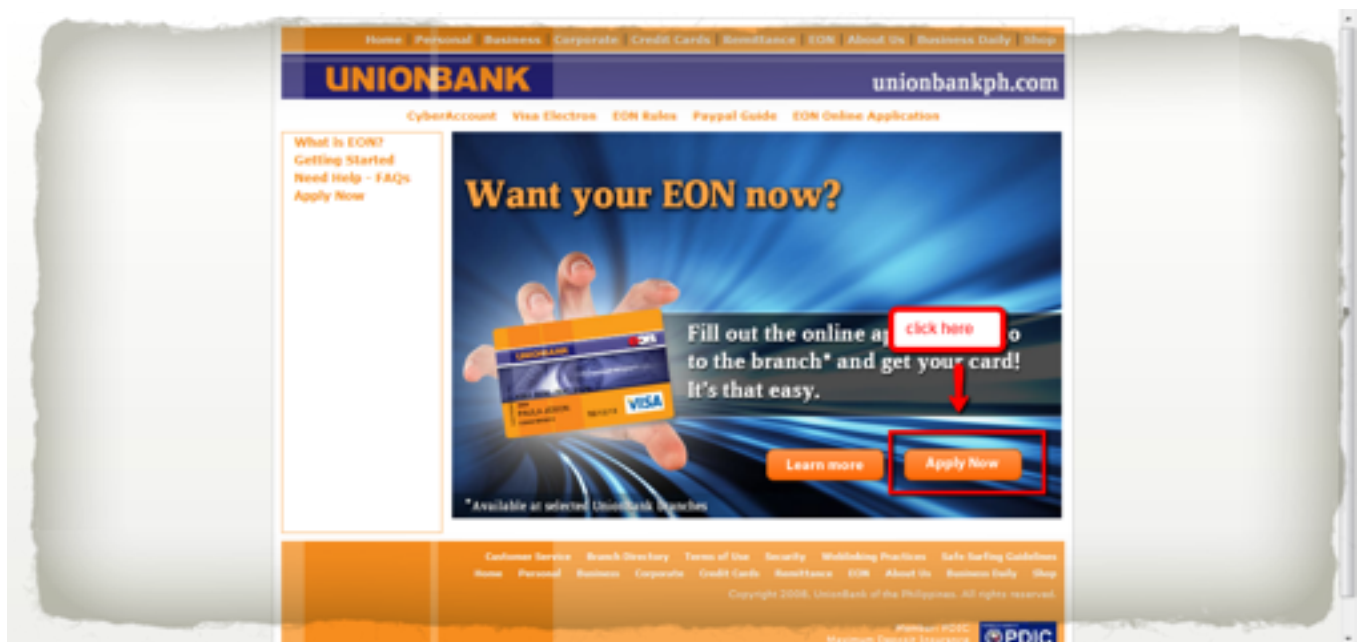 Home Personal Business Corporate Credit Cards Remittance EON About Us Business Daily Shop
UNIONBANK
unionbankph.com
CyberAccount Visa Electron EON Rules Paypal Guide EON Online Application
What is EON?
Getting Started
Need Help - FAQs
Apply Now
Want your EON now?
click here
Fill out the online o
to the branch* and get your card!
It's that easy.
UNIONBANK
VISA
Learn more
Apply Now
*Available at selected UnionBank branches
Customer Service Branch Directory Terms of Use Security Weblinking Practices Safe Surfing Guidelines
Home Personal Business Corporate Credit Cards Remittance EON About Us Business Daily Shop
Copyright 2008. UnionBank of the Philippines. All rights reserved.
PDIC
Maximum Deposit Insurance
PDIC